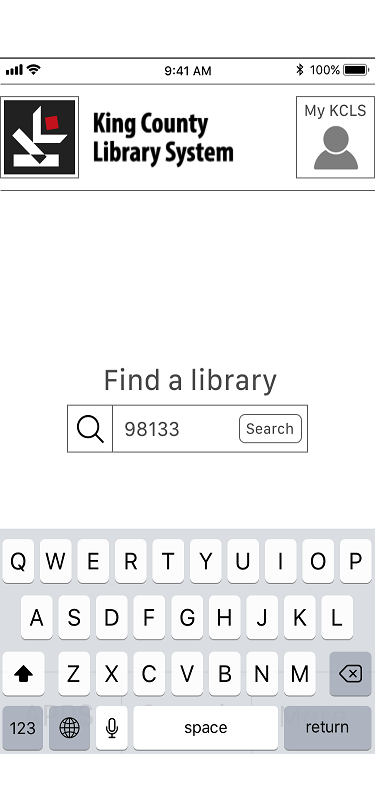 9:41 AM 100%
King County
Library System
My KCLS
Find a library
98133 Search
Q W E R T Y U I O P
A S D F G H J K L
Z X C V B N M
123 space return